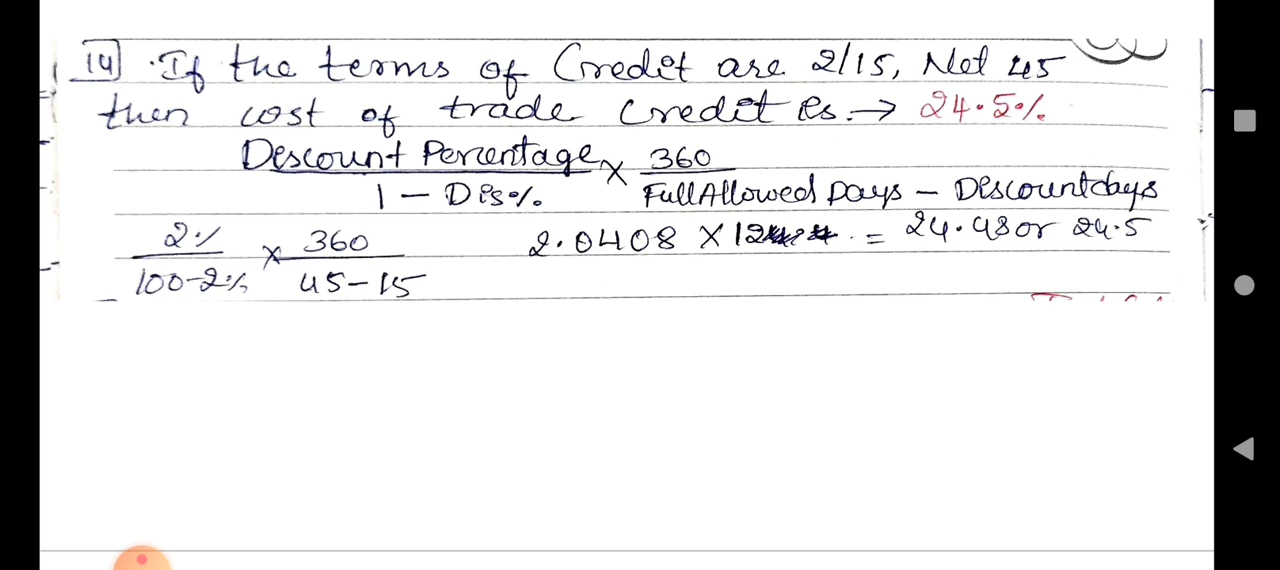 14 . If the terms of Credit are 2/15, Net 45
then cost of trade credit is. → 24.5%.
Discount Percentage / 1 - Dis% × 360 / Full Allowed Days - Discount days
2% / 100-2% × 360 / 45-15 2.0408 × 12 = 24.48 or 24.5